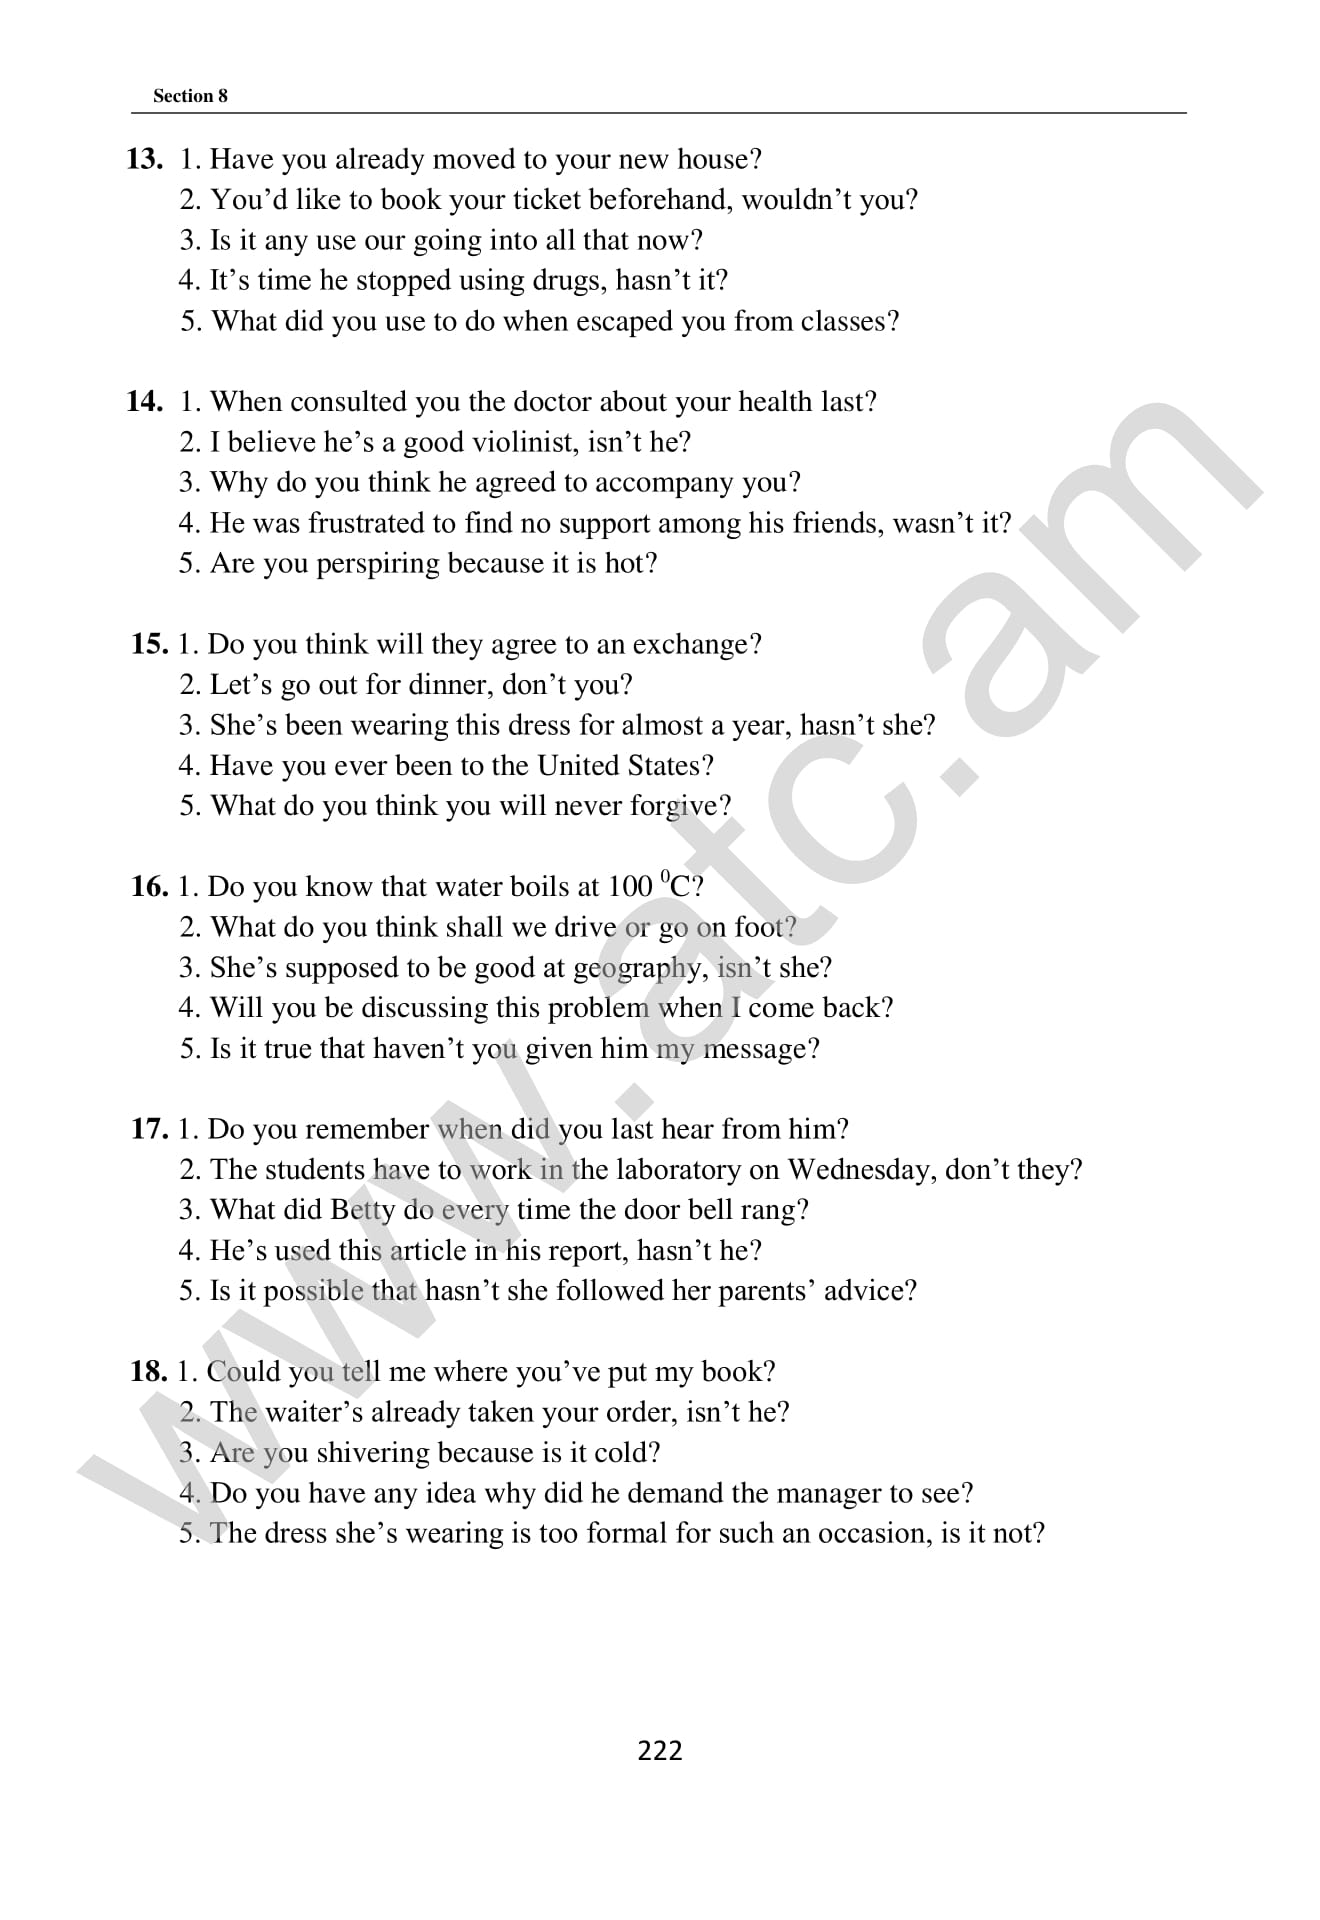 Section 8
13. 1. Have you already moved to your new house?
2. You’d like to book your ticket beforehand, wouldn’t you?
3. Is it any use our going into all that now?
4. It’s time he stopped using drugs, hasn’t it?
5. What did you use to do when escaped you from classes?
14. 1. When consulted you the doctor about your health last?
2. I believe he’s a good violinist, isn’t he?
3. Why do you think he agreed to accompany you?
4. He was frustrated to find no support among his friends, wasn’t it?
5. Are you perspiring because it is hot?
15. 1. Do you think will they agree to an exchange?
2. Let’s go out for dinner, don’t you?
3. She’s been wearing this dress for almost a year, hasn’t she?
4. Have you ever been to the United States?
5. What do you think you will never forgive?
16. 1. Do you know that water boils at 100 ⁰C?
2. What do you think shall we drive or go on foot?
3. She’s supposed to be good at geography, isn’t she?
4. Will you be discussing this problem when I come back?
5. Is it true that haven’t you given him my message?
17. 1. Do you remember when did you last hear from him?
2. The students have to work in the laboratory on Wednesday, don’t they?
3. What did Betty do every time the door bell rang?
4. He’s used this article in his report, hasn’t he?
5. Is it possible that hasn’t she followed her parents’ advice?
18. 1. Could you tell me where you’ve put my book?
2. The waiter’s already taken your order, isn’t he?
3. Are you shivering because is it cold?
4. Do you have any idea why did he demand the manager to see?
5. The dress she’s wearing is too formal for such an occasion, is it not?
222
www.atc.am